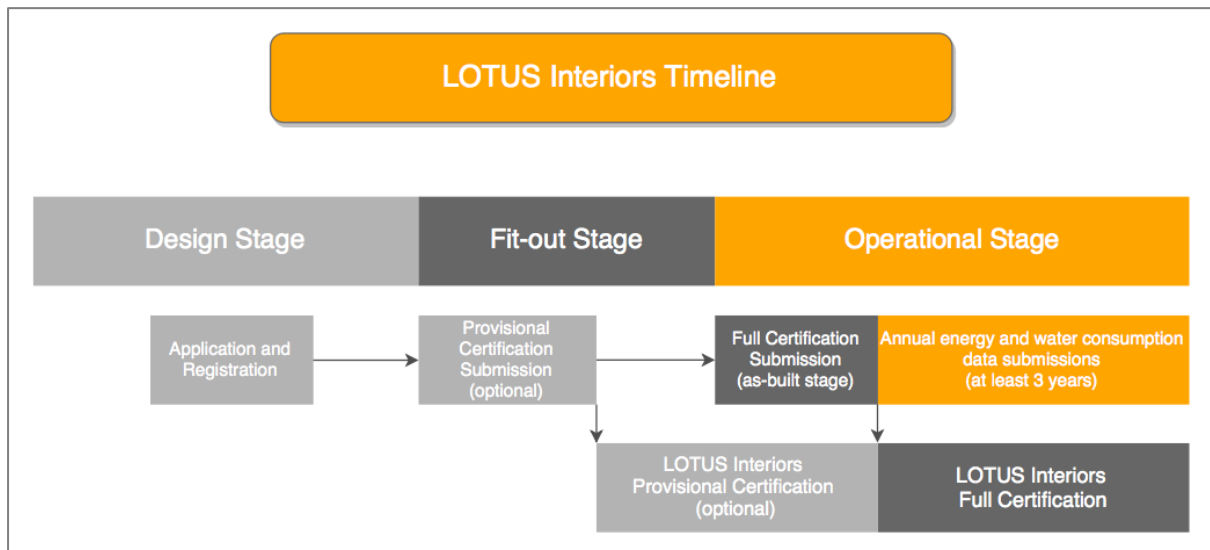 LOTUS Interiors Timeline
Design Stage
Fit-out Stage
Operational Stage
Application and
Registration
Provisional
Certification
Submission
(optional)
Full Certification
Submission
(as-built stage)
Annual energy and water consumption
data submissions
(at least 3 years)
LOTUS Interiors
Provisional Certification
(optional)
LOTUS Interiors
Full Certification